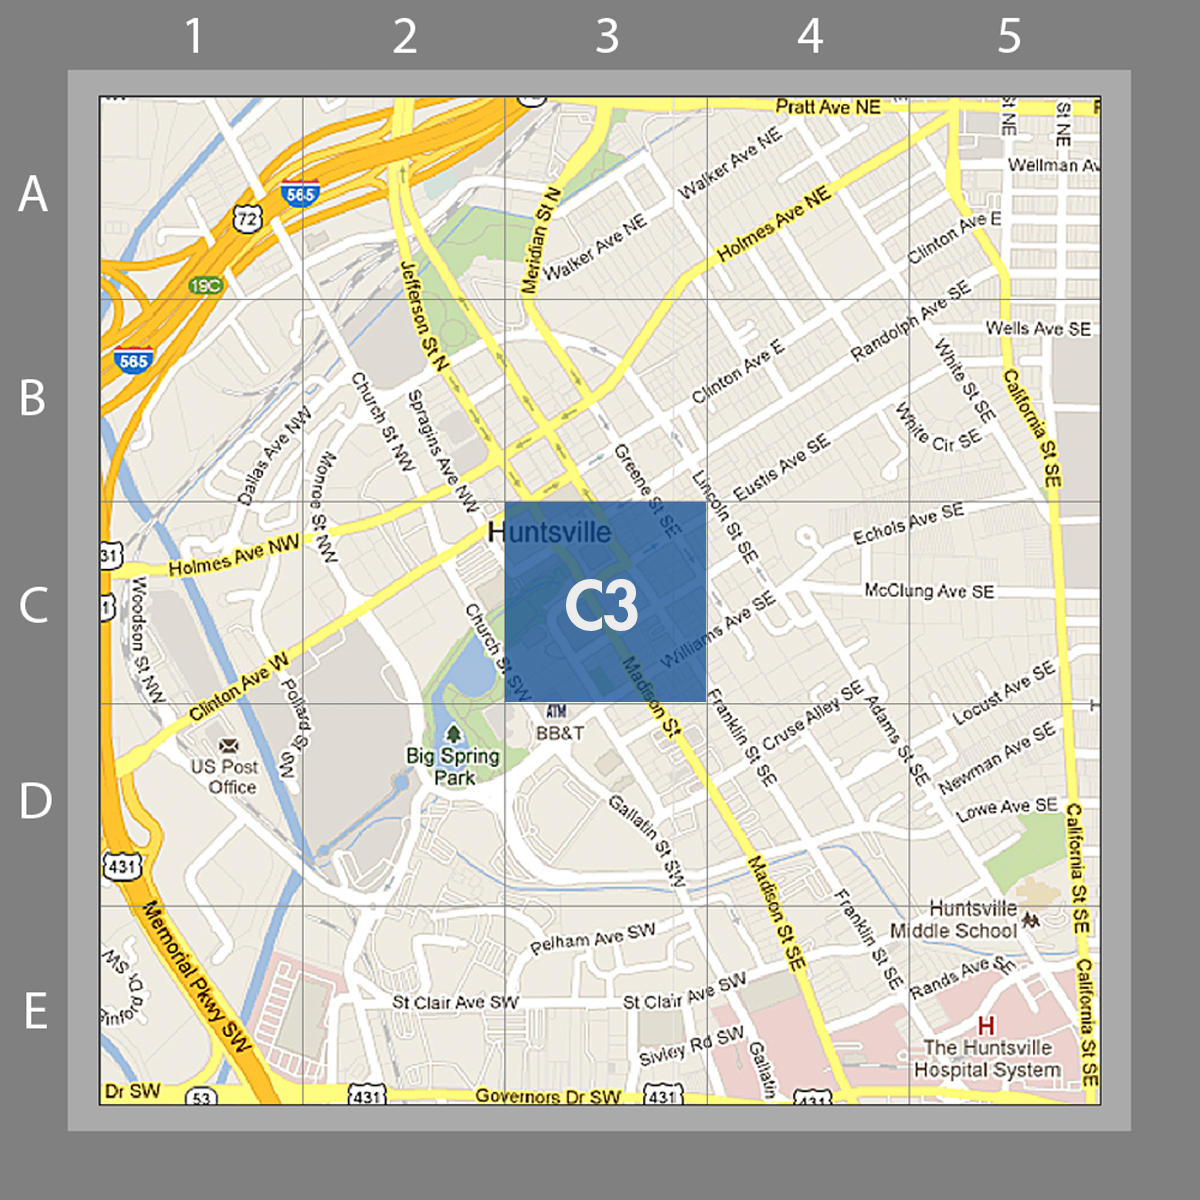 1 2 3 4 5
A
B
C
D
E
Pratt Ave NE
St NE
St NE
Wellman Av
Walker Ave NE
565
72
Meridian St N
Holmes Ave NE
Walker Ave NE
Clinton Ave E
19C
Jefferson St N
Randolph Ave SE
Wells Ave SE
565
Clinton Ave E
White St SE
California St SE
Church St NW
Spragins Ave NW
Dallas Ave NW
White Cir SE
Monroe St NW
Greene St SE
Lincoln St SE
Eustis Ave SE
Huntsville
Echols Ave SE
31
Holmes Ave NW
C3
McClung Ave SE
1
Woodson St NW
Church St SW
Williams Ave SE
Clinton Ave W
Pollard St SW
Madison St
Franklin St SE
Cruse Alley SE
Adams St SE
Locust Ave SE
ATM
BB&T
US Post
Office
Big Spring
Park
Newman Ave SE
Gallatin St SW
Lowe Ave SE
California St SE
431
Madison St SE
Franklin St SE
Huntsville
Middle School
Memorial Pkwy SW
Pelham Ave SW
Rands Ave S
California St SE
Dr SW
St Clair Ave SW
St Clair Ave SW
H
The Huntsville
Hospital System
Sivley Rd SW
Gallatin
Dr SW
53
431
Governors Dr SW
431
431